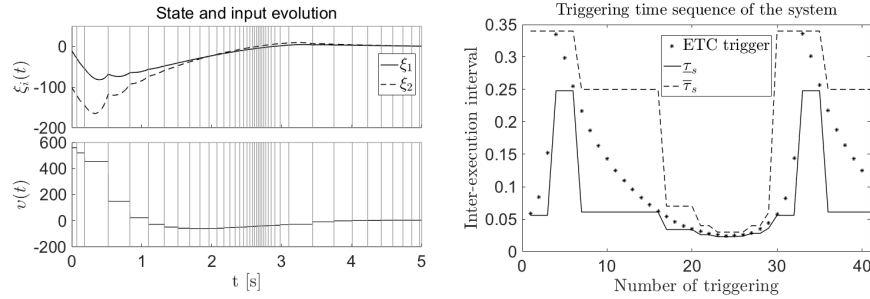 State and input evolution
0
-100
-200
ξᵢ(t)
ξ₁
ξ₂
600
400
200
0
-200
v(t)
0
1
2
3
4
5
t [s]
Triggering time sequence of the system
0.35
0.3
0.25
0.2
0.15
0.1
0.05
0
Inter-execution interval
ETC trigger
τ̲ₛ
τ̅ₛ
0
10
20
30
40
Number of triggering